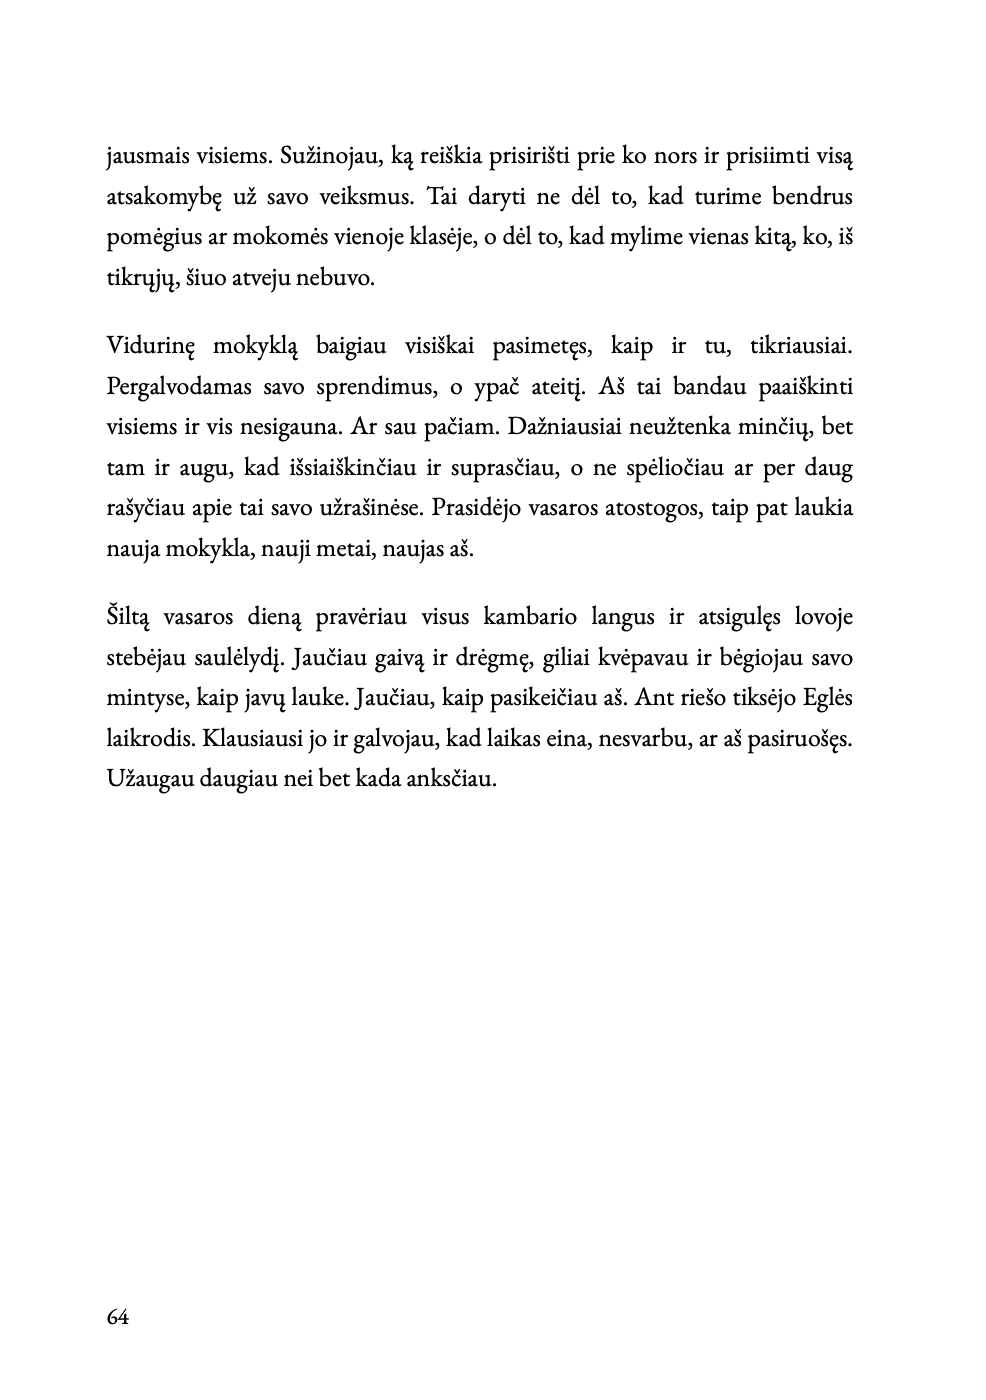 jausmais visiems. Sužinojau, ką reiškia prisirišti prie ko nors ir prisiimti visą
atsakomybę už savo veiksmus. Tai daryti ne dėl to, kad turime bendrus
pomėgius ar mokomės vienoje klasėje, o dėl to, kad mylime vienas kitą, ko, iš
tikrųjų, šiuo atveju nebuvo.
Vidurinę mokyklą baigiau visiškai pasimetęs, kaip ir tu, tikriausiai.
Pergalvodamas savo sprendimus, o ypač ateitį. Aš tai bandau paaiškinti
visiems ir vis nesigauna. Ar sau pačiam. Dažniausiai neužtenka minčių, bet
tam ir augu, kad išsiaiškinčiau ir suprasčiau, o ne spėliočiau ar per daug
rašyčiau apie tai savo užrašinėse. Prasidėjo vasaros atostogos, taip pat laukia
nauja mokykla, nauji metai, naujas aš.
Šiltą vasaros dieną pravėriau visus kambario langus ir atsigulęs lovoje
stebėjau saulėlydį. Jaučiau gaivą ir drėgmę, giliai kvėpavau ir bėgiojau savo
mintyse, kaip javų lauke. Jaučiau, kaip pasikeičiau aš. Ant riešo tiksėjo Eglės
laikrodis. Klausiausi jo ir galvojau, kad laikas eina, nesvarbu, ar aš pasiruošęs.
Užaugau daugiau nei bet kada anksčiau.
64